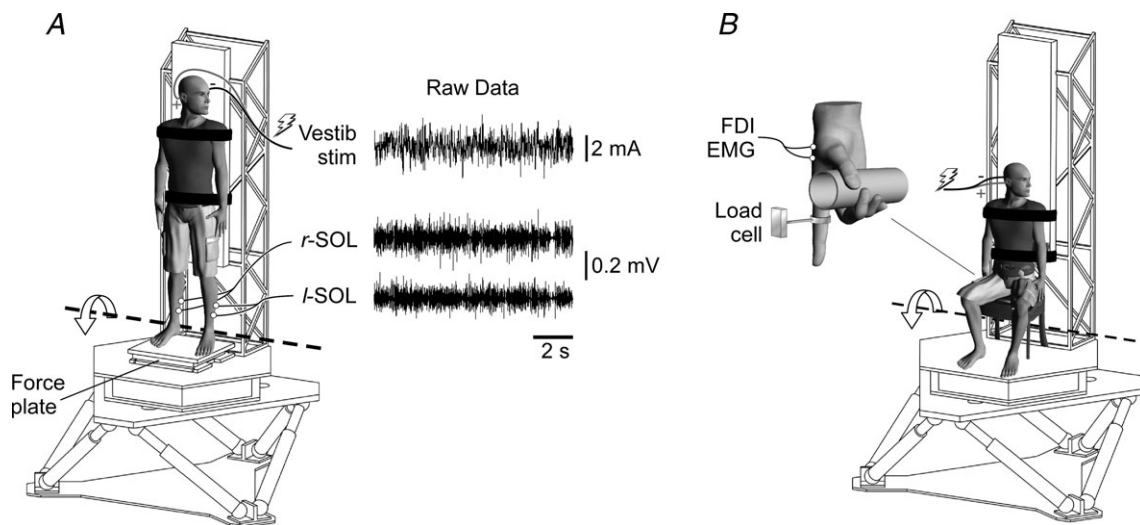 A
Raw Data
+
-
Vestib
stim
2 mA
r-SOL
0.2 mV
l-SOL
2 s
Force
plate
B
FDI
EMG
-
+
Load
cell